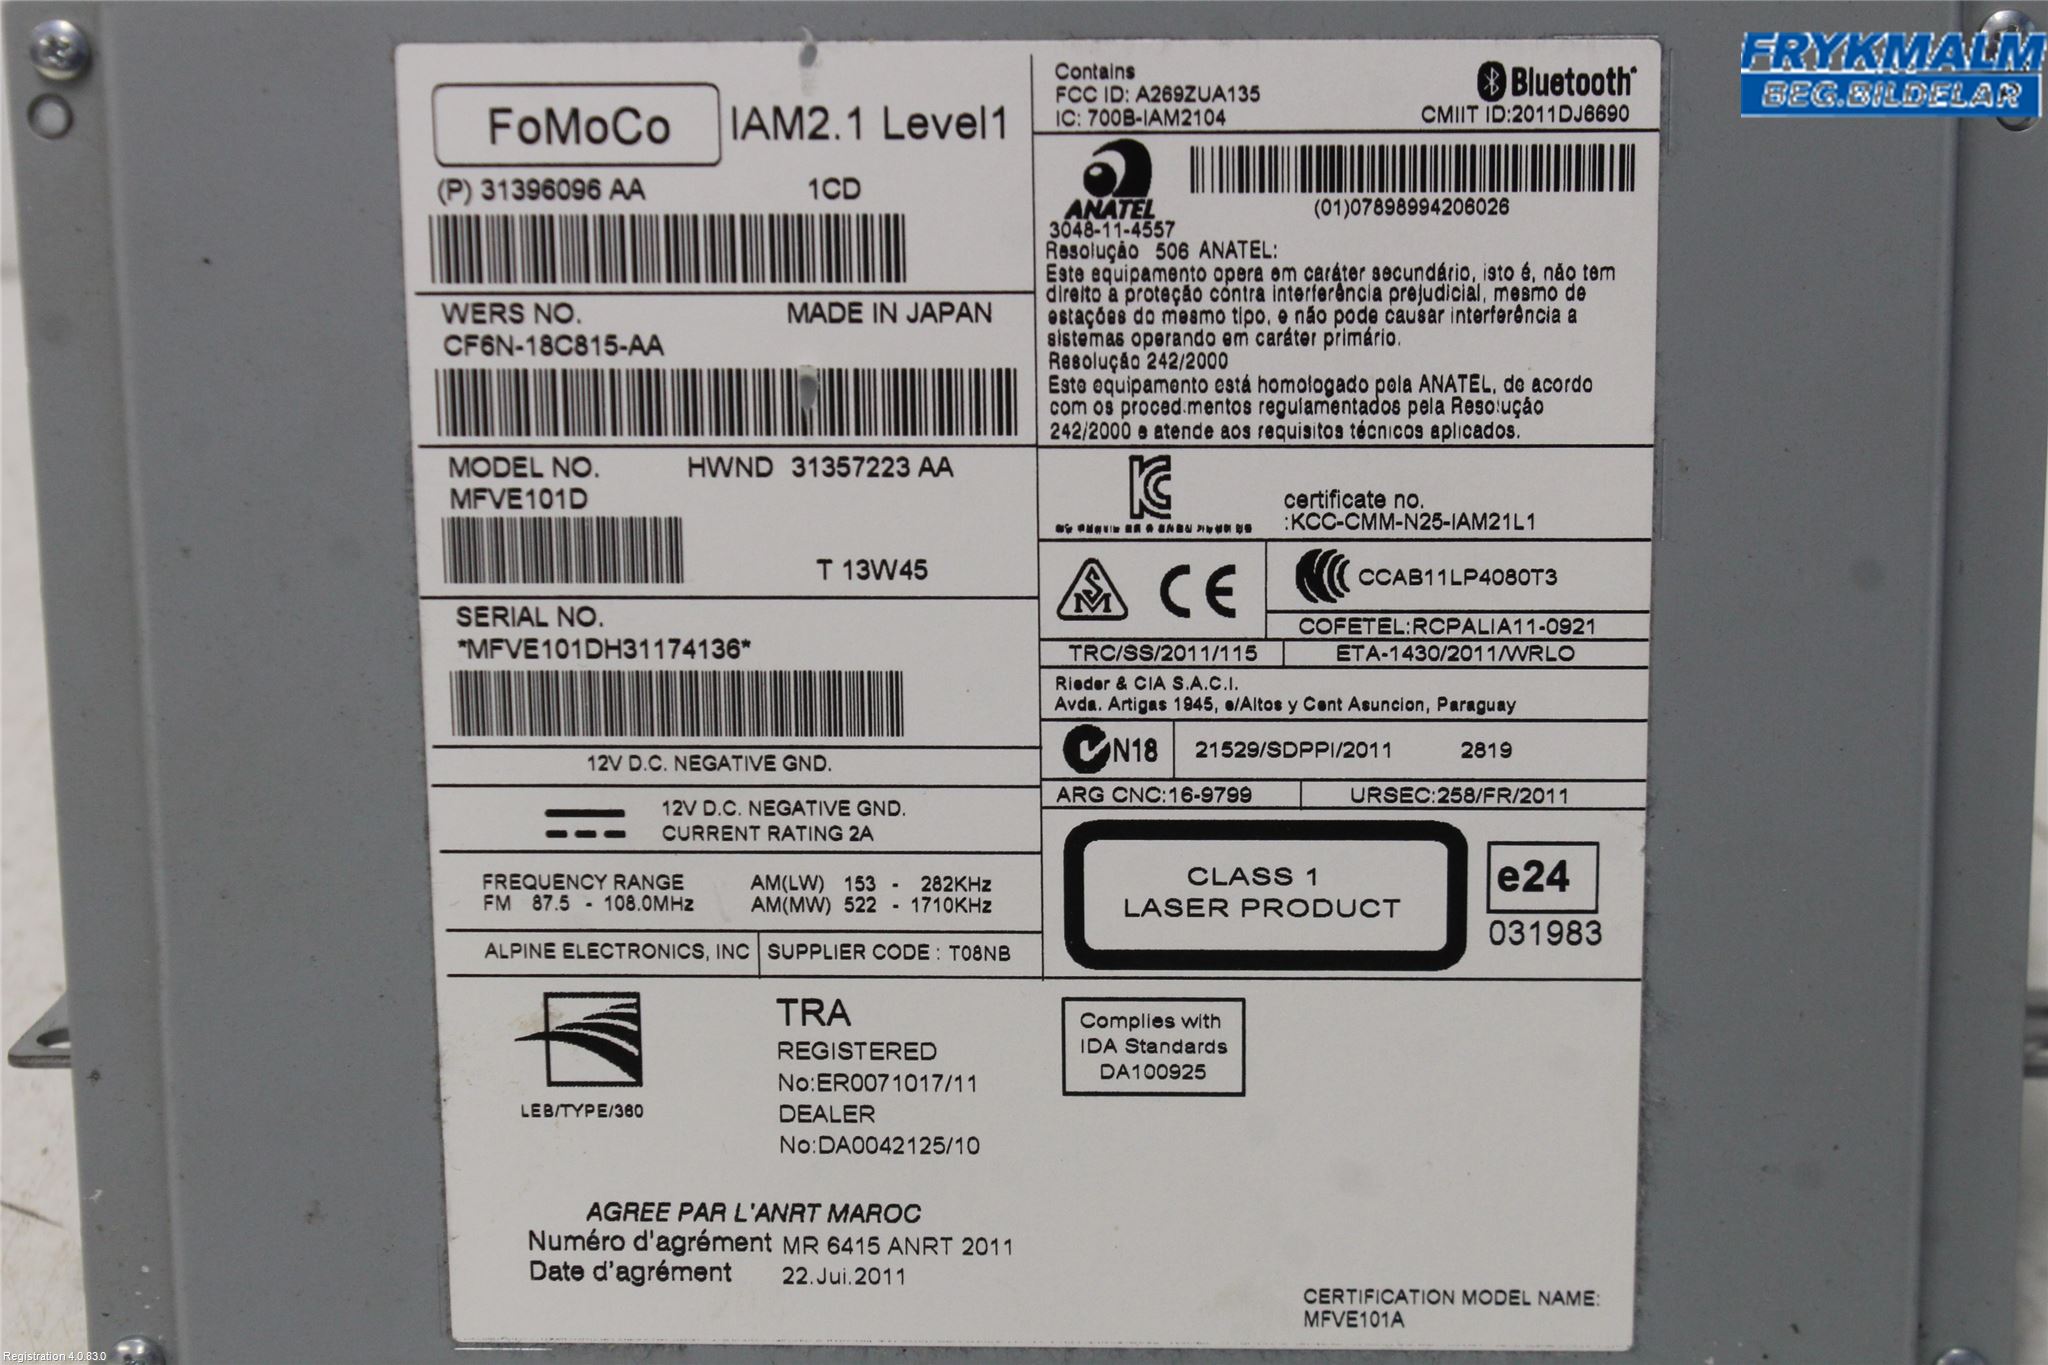 FRYKMALM
BEG.BILDELAR
FoMoCo IAM2.1 Level1
(P) 31396096 AA 1CD
WERS NO. MADE IN JAPAN
CF6N-18C815-AA
MODEL NO. HWND 31357223 AA
MFVE101D
T 13W45
SERIAL NO.
*MFVE101DH31174136*
12V D.C. NEGATIVE GND.
12V D.C. NEGATIVE GND.
CURRENT RATING 2A
FREQUENCY RANGE AM(LW) 153 - 282KHz
FM 87.5 - 108.0MHz AM(MW) 522 - 1710KHz
ALPINE ELECTRONICS, INC SUPPLIER CODE : T08NB
Contains
FCC ID: A269ZUA135
IC: 700B-IAM2104
Bluetooth
CMIIT ID:2011DJ6690
ANATEL
(01)07898994206026
3048-11-4557
Resolução 506 ANATEL:
Este equipamento opera em caráter secundário, isto é, não tem
direito a proteção contra interferência prejudicial, mesmo de
estações do mesmo tipo, e não pode causar interferência a
sistemas operando em caráter primário.
Resolução 242/2000
Este equipamento está homologado pela ANATEL, de acordo
com os procedimentos regulamentados pela Resolução
242/2000 e atende aos requisitos técnicos aplicados.
certificate no.
:KCC-CMM-N25-IAM21L1
SM CE CCAB11LP4080T3
COFETEL:RCPALIA11-0921
TRC/SS/2011/115 ETA-1430/2011/WRLO
Rieder & CIA S.A.C.I.
Avda. Artigas 1945, e/Altos y Cent Asuncion, Paraguay
N18 21529/SDPPI/2011 2819
ARG CNC:16-9799 URSEC:258/FR/2011
CLASS 1
LASER PRODUCT
e24
031983
LEB/TYPE/360
TRA
REGISTERED
No:ER0071017/11
DEALER
No:DA0042125/10
Complies with
IDA Standards
DA100925
AGREE PAR L'ANRT MAROC
Numéro d'agrément MR 6415 ANRT 2011
Date d'agrément 22.Jui.2011
CERTIFICATION MODEL NAME:
MFVE101A
Registration 4.0.83.0